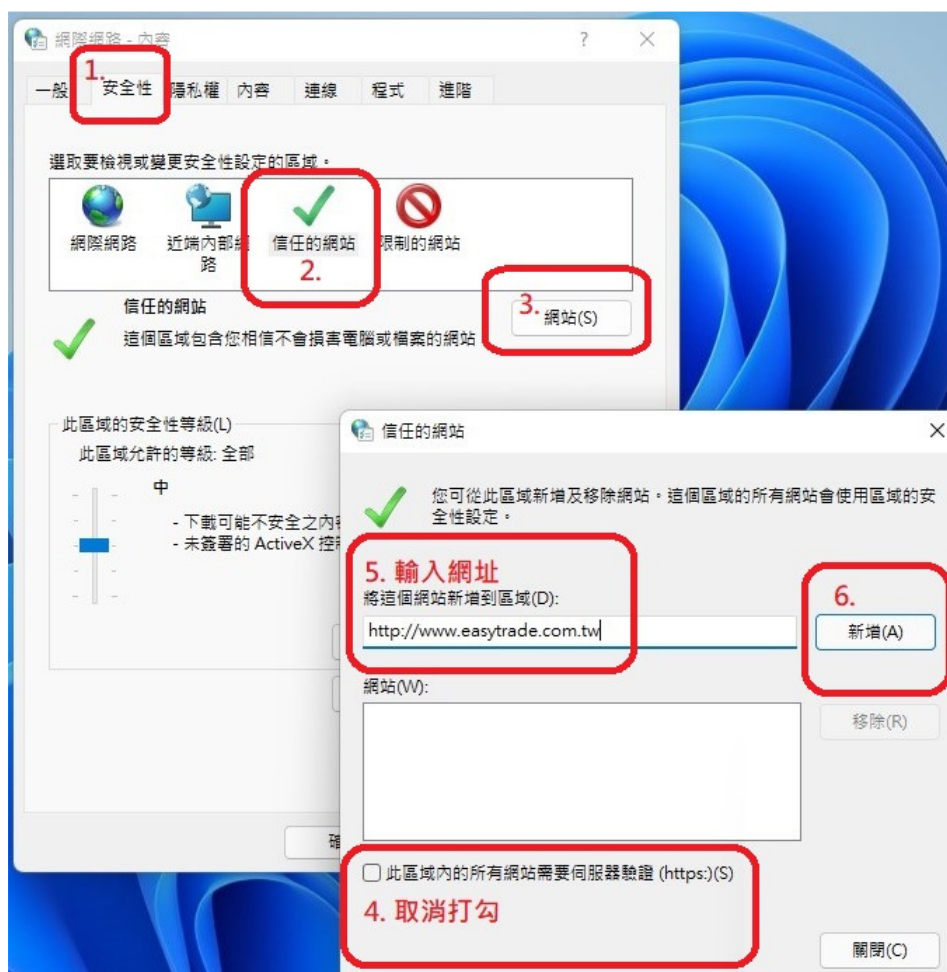 網際網路 - 內容
1.
一般 安全性 隱私權 內容 連線 程式 進階
選取要檢視或變更安全性設定的區域。
網際網路 近端內部網路 信任的網站 限制的網站
2.
信任的網站
3. 網站(S)
這個區域包含您相信不會損害電腦或檔案的網站
此區域的安全性等級(L)
此區域允許的等級: 全部
中
- 下載可能不安全之內
- 未簽署的 ActiveX 控
信任的網站
您可從此區域新增及移除網站。這個區域的所有網站會使用區域的安
全性設定。
5. 輸入網址
將這個網站新增到區域(D):
http://www.easytrade.com.tw
6.
新增(A)
網站(W):
移除(R)
此區域內的所有網站需要伺服器驗證 (https:)(S)
4. 取消打勾
關閉(C)